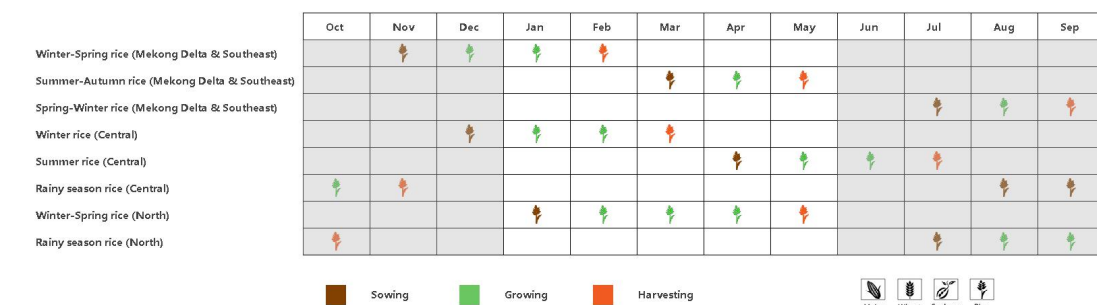 Oct Nov Dec Jan Feb Mar Apr May Jun Jul Aug Sep
Winter-Spring rice (Mekong Delta & Southeast)
Summer-Autumn rice (Mekong Delta & Southeast)
Spring-Winter rice (Mekong Delta & Southeast)
Winter rice (Central)
Summer rice (Central)
Rainy season rice (Central)
Winter-Spring rice (North)
Rainy season rice (North)
Sowing Growing Harvesting